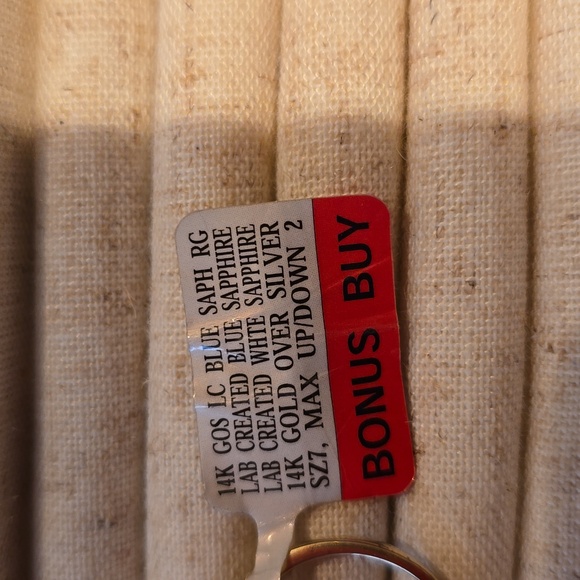 14K GOS LC BLUE SAPH RG
LAB CREATED BLUE SAPPHIRE
LAB CREATED WHTE SAPPHIRE
14K GOLD OVER SILVER
SZ7, MAX UP/DOWN 2
BONUS BUY